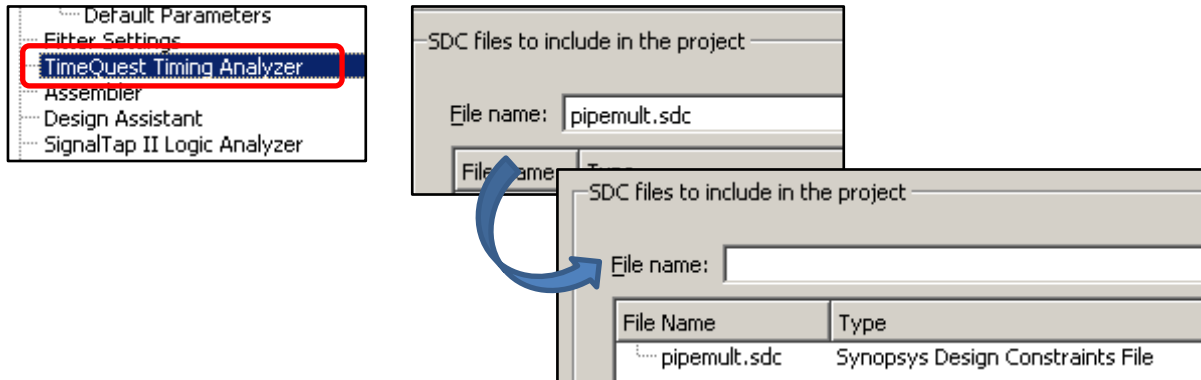 Default Parameters
Fitter Settings
TimeQuest Timing Analyzer
Assembler
Design Assistant
SignalTap II Logic Analyzer
SDC files to include in the project
File name: pipemult.sdc
File Name Type
SDC files to include in the project
File name:
File Name Type
pipemult.sdc Synopsys Design Constraints File